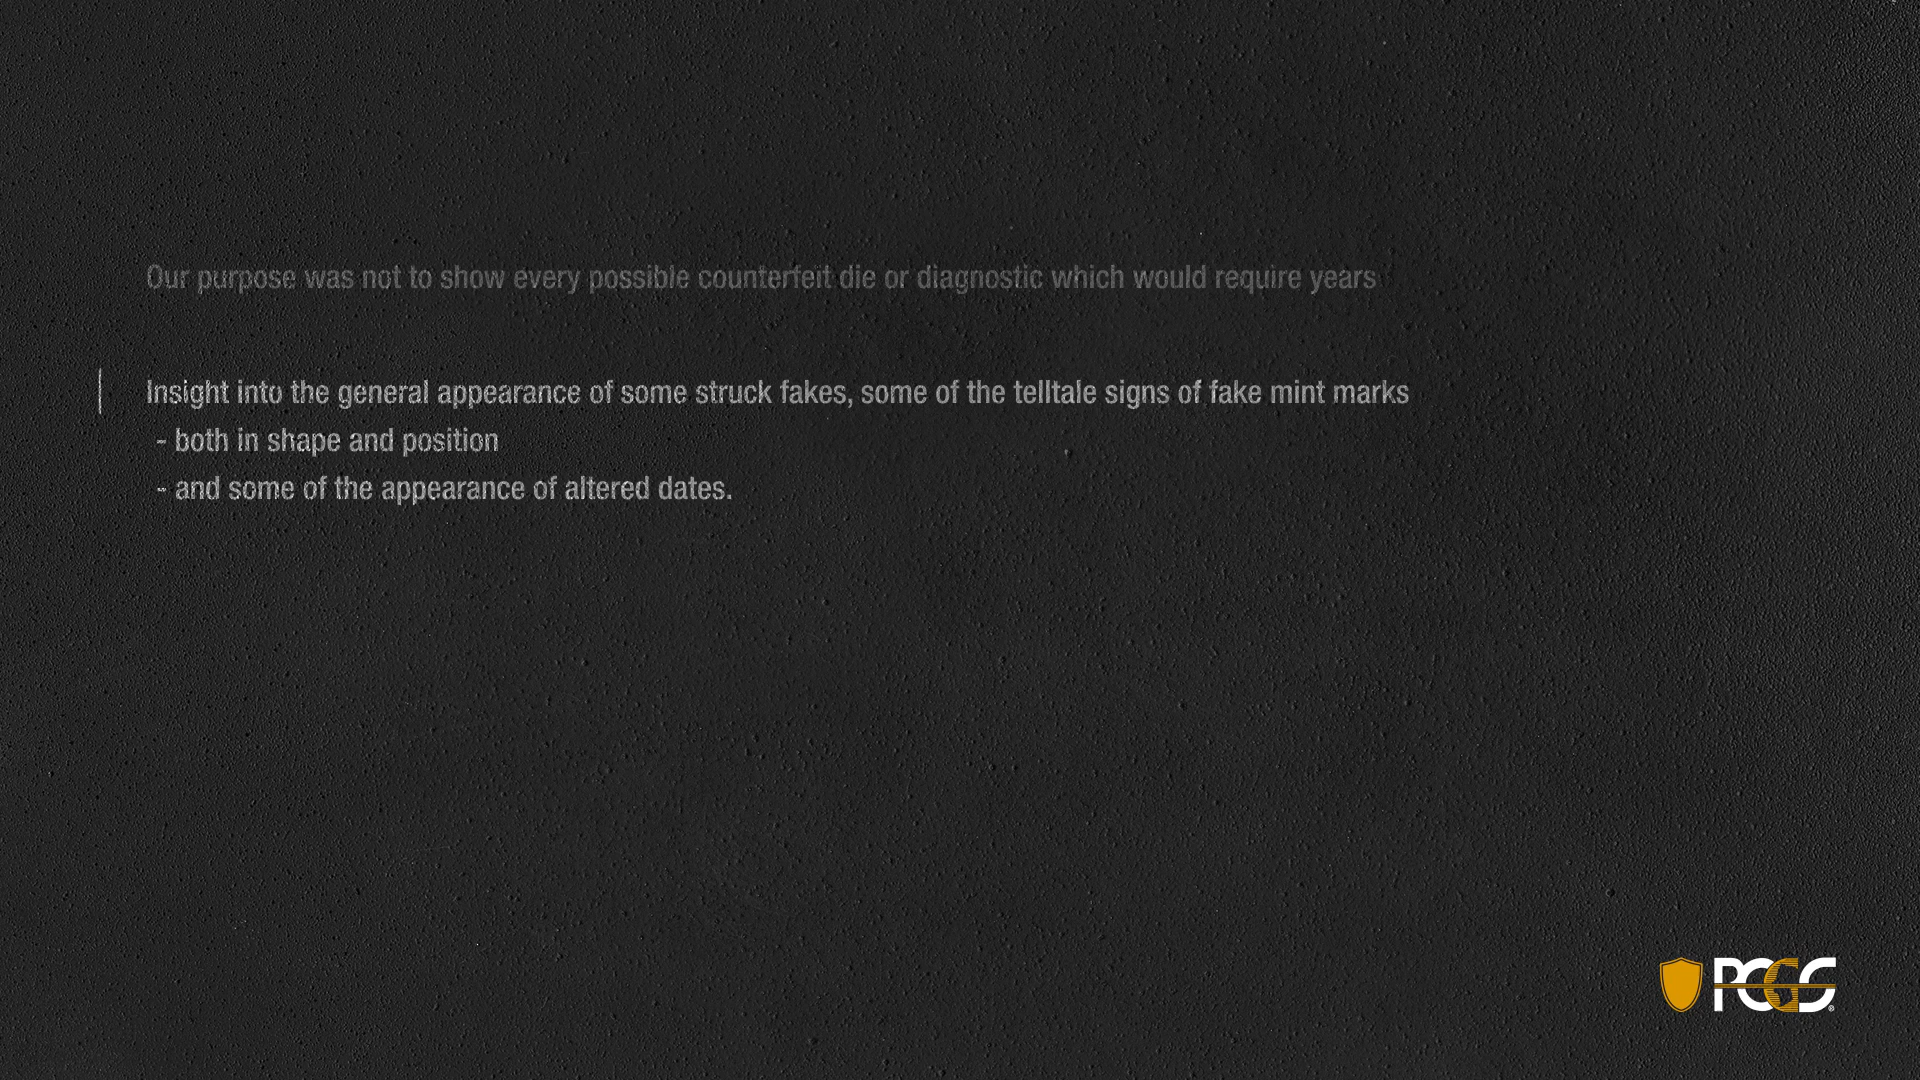 Our purpose was not to show every possible counterfeit die or diagnostic which would require years
Insight into the general appearance of some struck fakes, some of the telltale signs of fake mint marks
- both in shape and position
- and some of the appearance of altered dates.
PCGS®